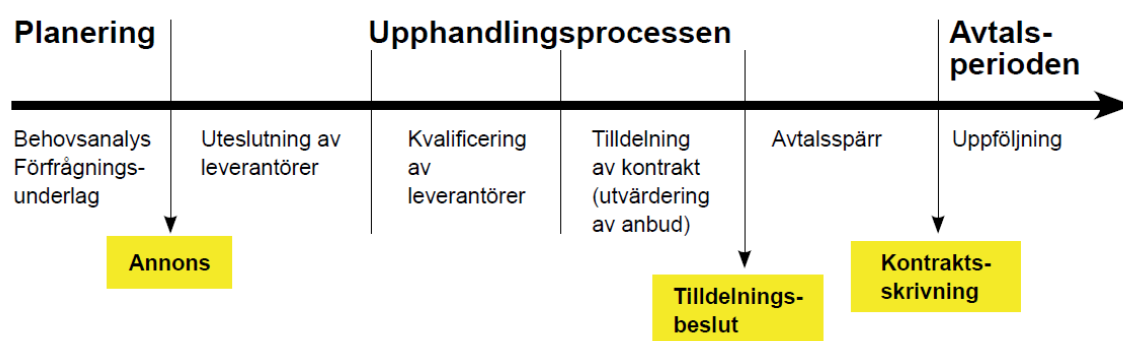 Planering
Upphandlingsprocessen
Avtals-
perioden
Behovsanalys
Förfrågnings-
underlag
Uteslutning av
leverantörer
Kvalificering
av
leverantörer
Tilldelning
av kontrakt
(utvärdering
av anbud)
Avtalsspärr
Uppföljning
Annons
Tilldelnings-
beslut
Kontrakts-
skrivning